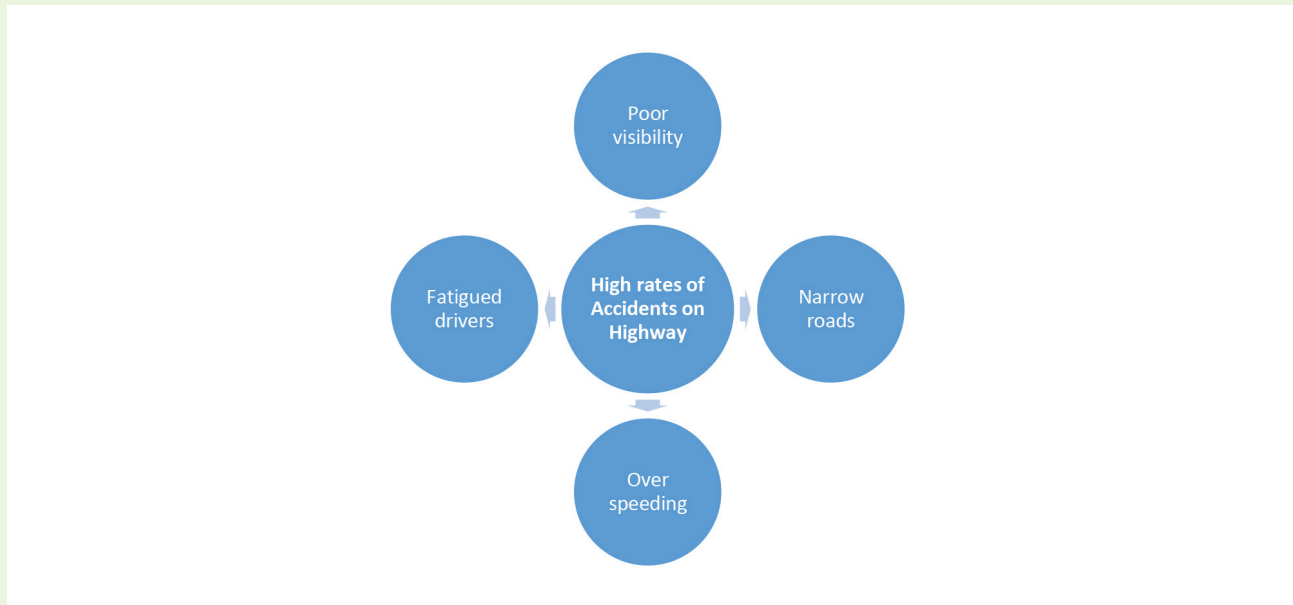 Poor
visibility
Fatigued
drivers
High rates of
Accidents on
Highway
Narrow
roads
Over
speeding